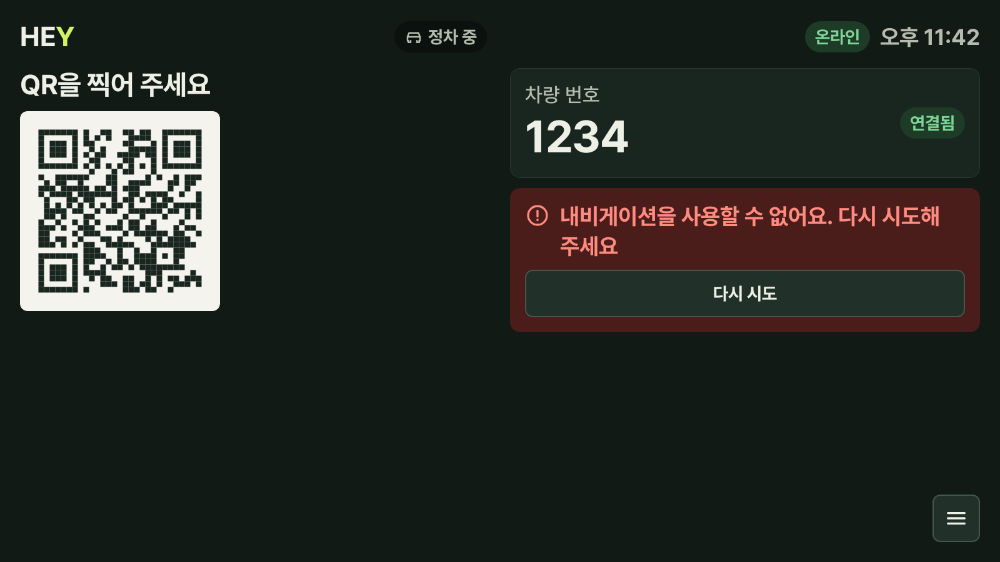 HEY
정차 중
온라인
오후 11:42
QR을 찍어 주세요
차량 번호
1234
연결됨
내비게이션을 사용할 수 없어요. 다시 시도해
주세요
다시 시도